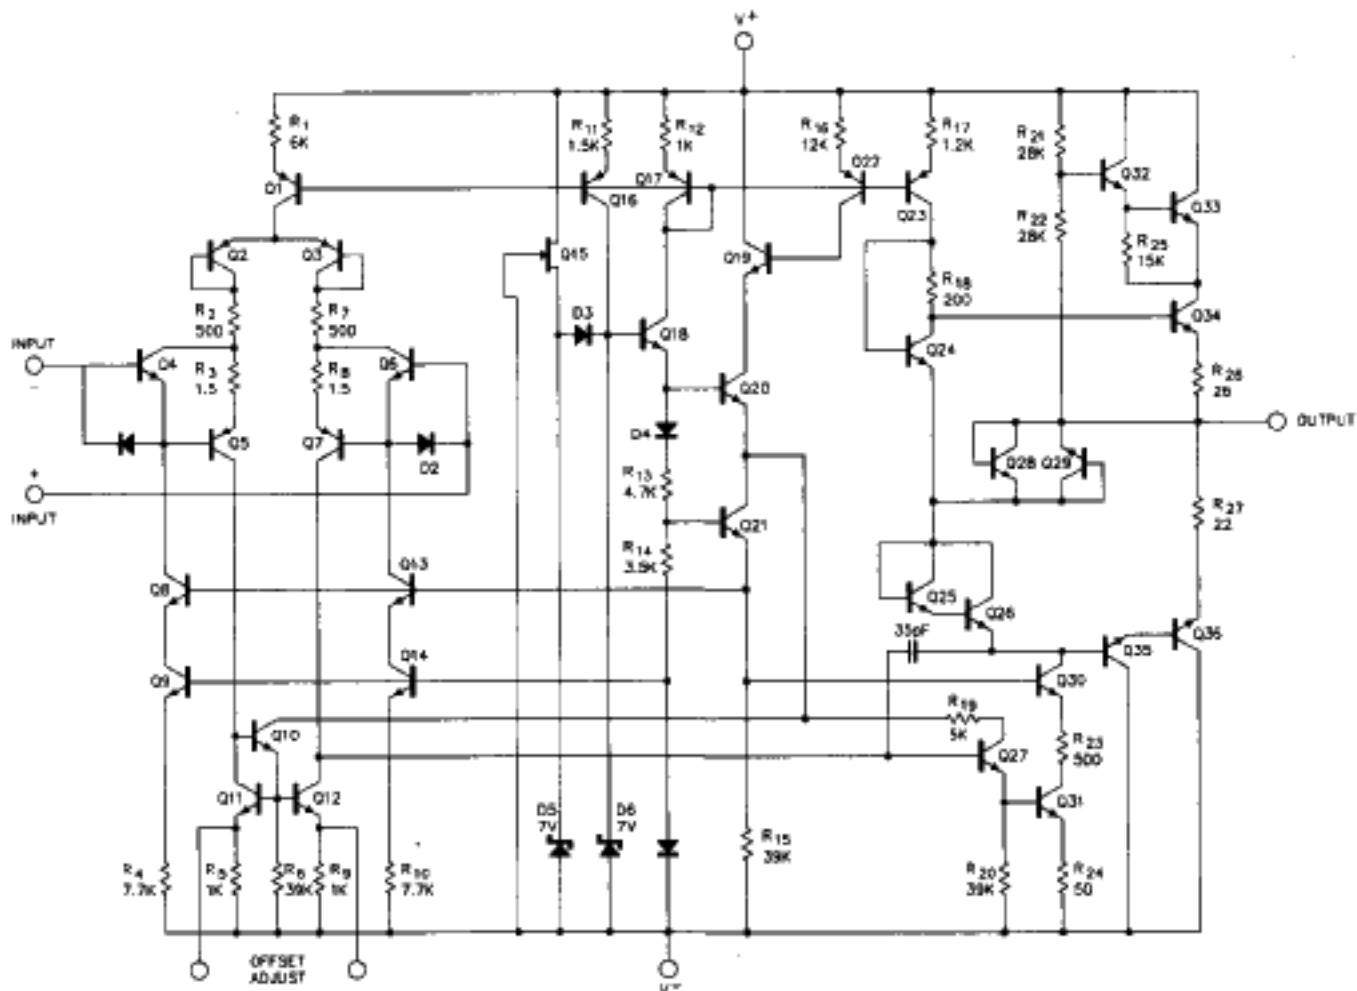 V+
R1
6K
R11
1.5K
R12
1K
R16
12K
Q22
R17
1.2K
R21
28K
Q1
Q16
Q17
Q23
Q32
Q33
R22
28K
R25
15K
Q2
Q3
Q15
Q19
R18
200
R2
500
R7
500
D3
Q18
Q34
INPUT
-
Q4
R3
1.5
R8
1.5
Q6
Q24
Q20
R26
26
OUTPUT
Q5
Q7
D2
D4
Q28
Q29
+
INPUT
R13
4.7K
Q21
R27
22
R14
3.9K
Q8
Q13
Q25
Q26
35pF
Q35
Q36
Q9
Q14
Q30
Q10
R19
5K
Q27
R23
500
Q11
Q12
D5
7V
D6
7V
Q31
R4
7.7K
R5
1K
R6
39K
R9
1K
R10
7.7K
R15
39K
R20
39K
R24
50
OFFSET
ADJUST